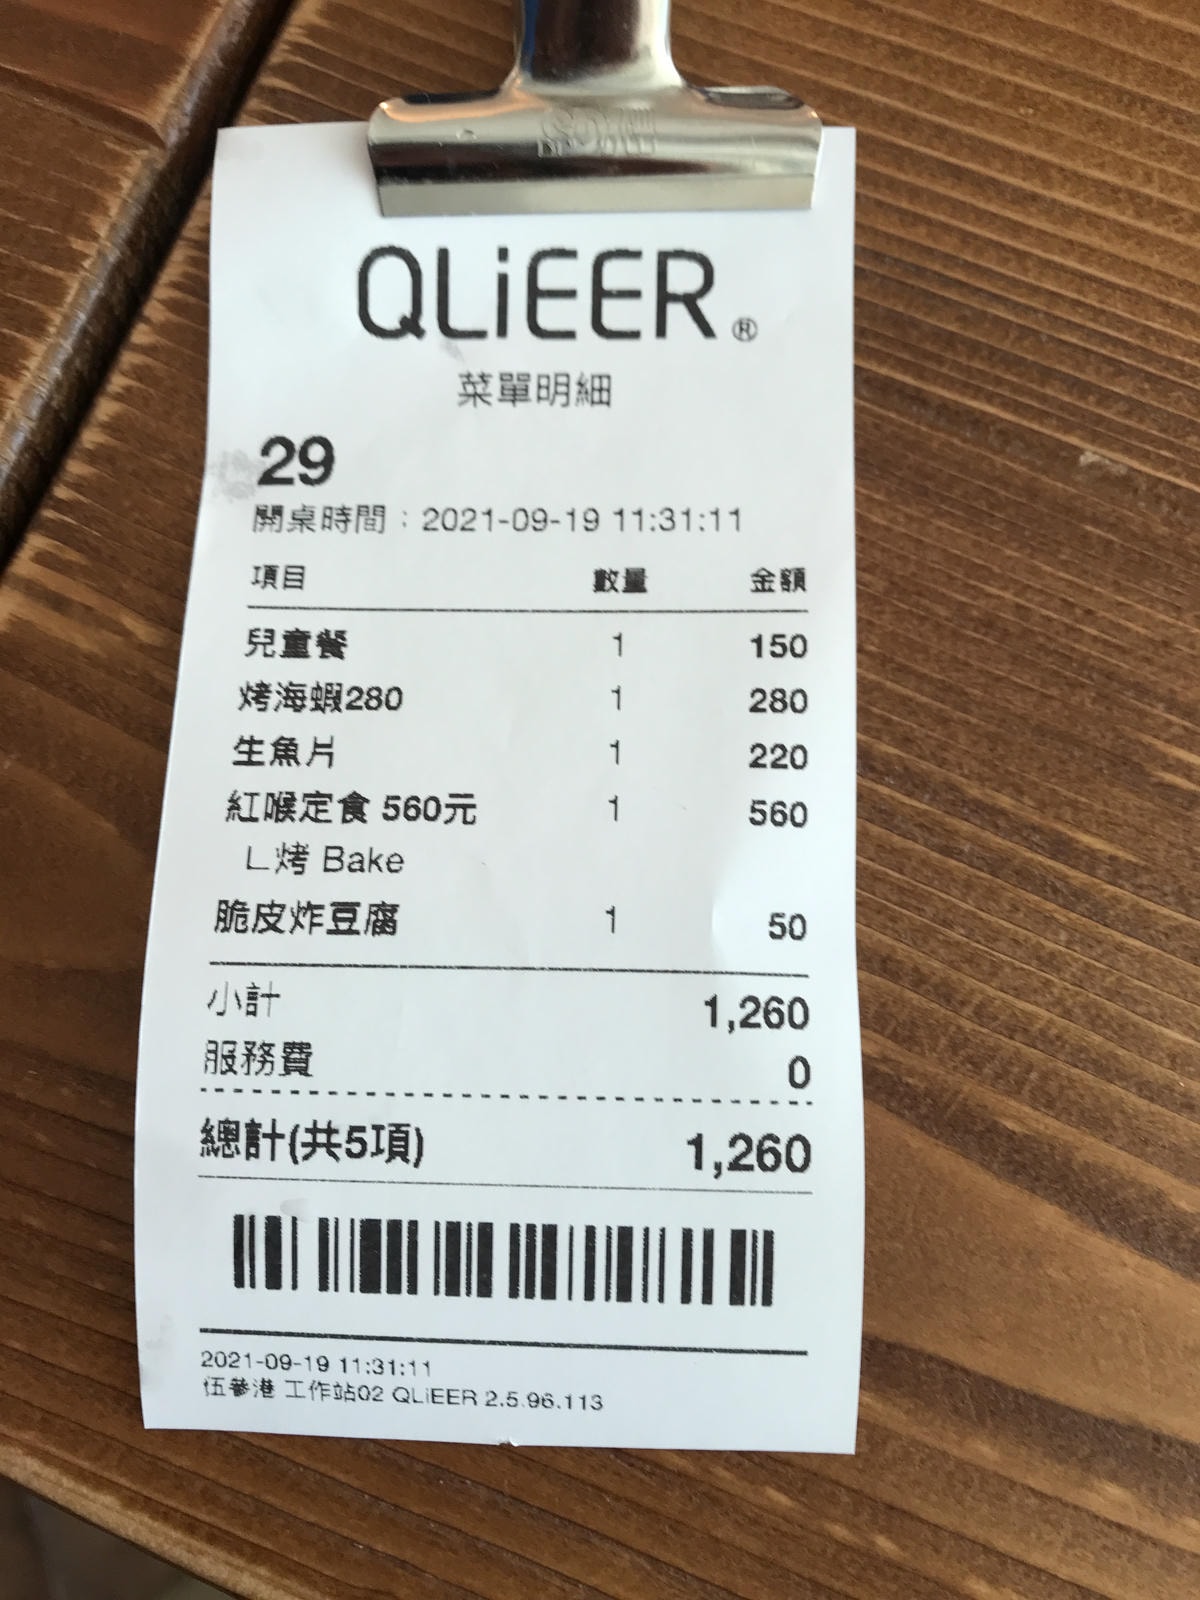 QLiEER®
菜單明細
29
開桌時間：2021-09-19 11:31:11
項目 數量 金額
兒童餐 1 150
烤海蝦280 1 280
生魚片 1 220
紅喉定食 560元 1 560
∟烤 Bake
脆皮炸豆腐 1 50
小計 1,260
服務費 0
總計(共5項) 1,260
2021-09-19 11:31:11
伍參港 工作站02 QLiEER 2.5.96.113